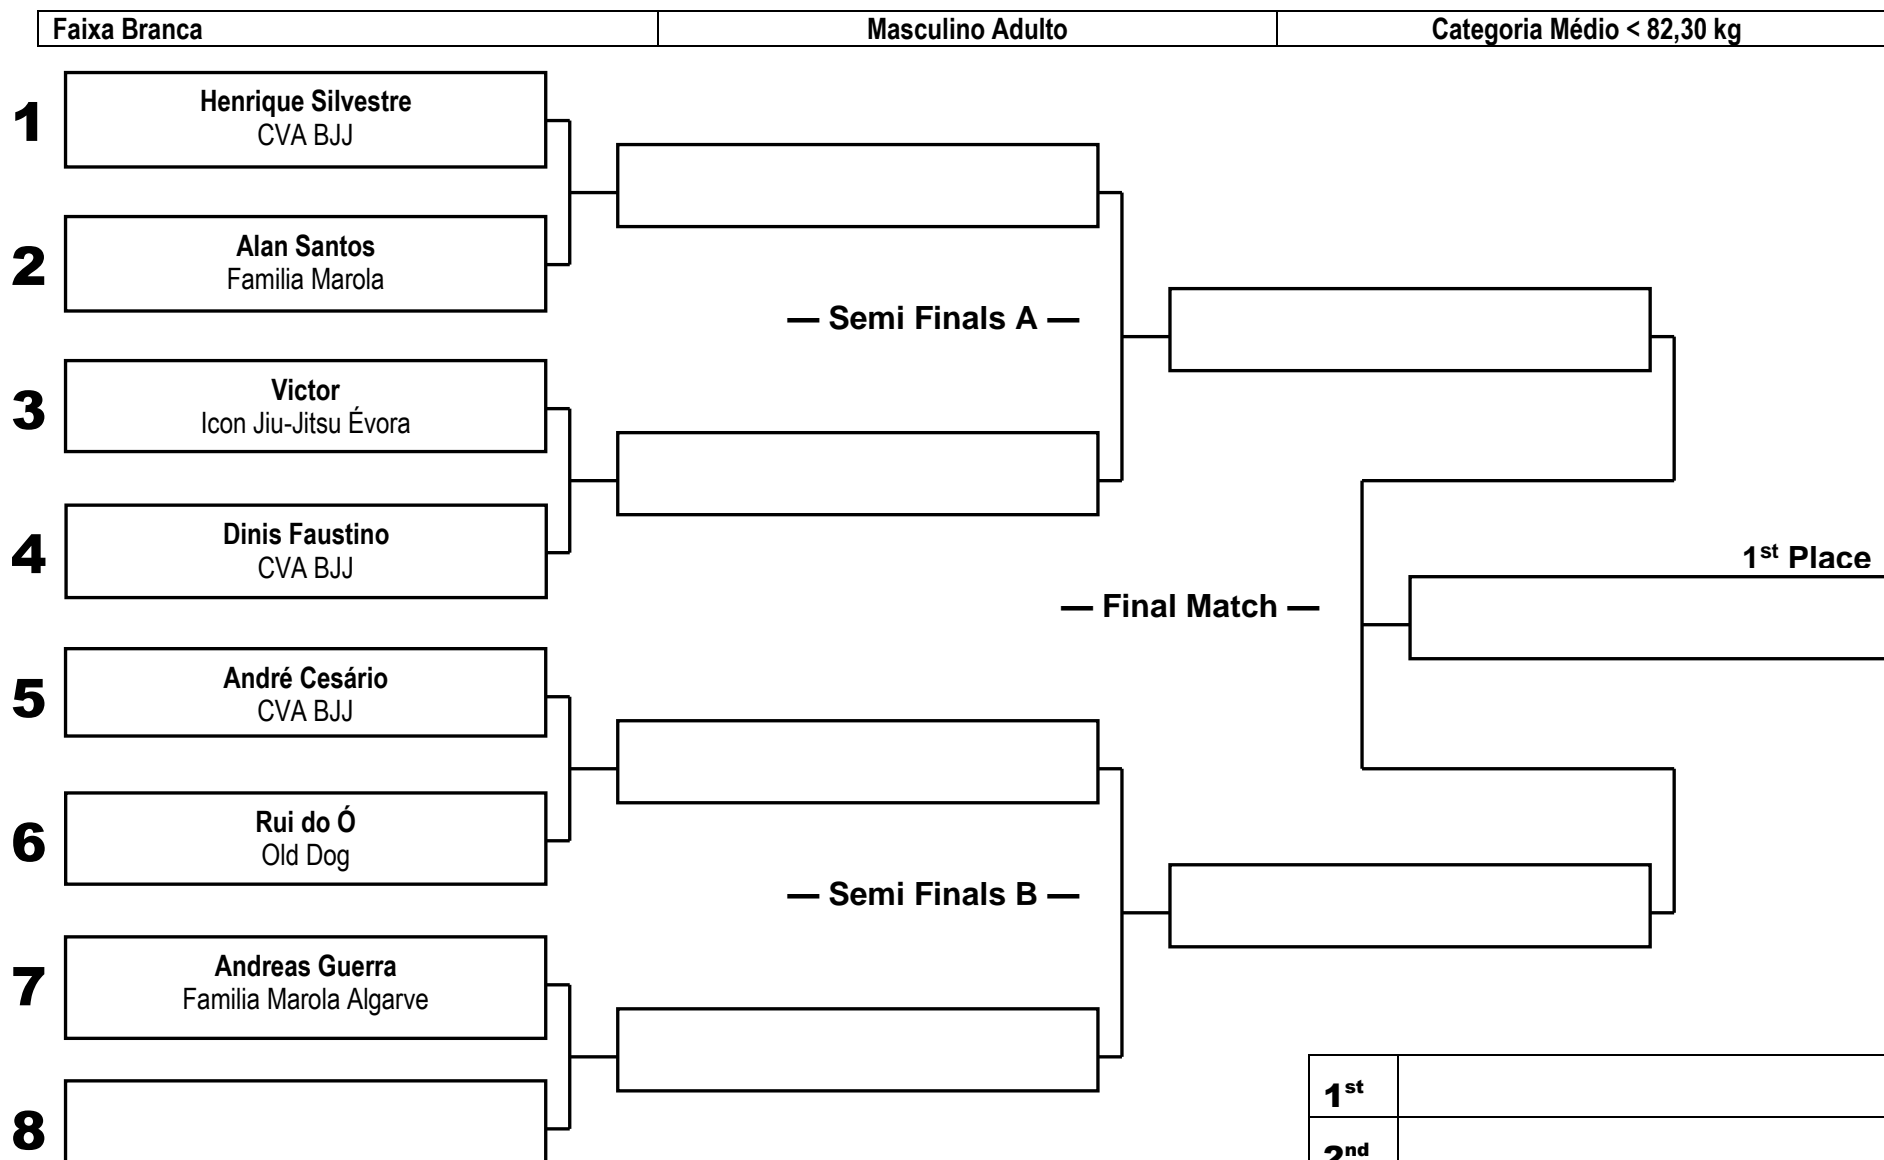 Faixa Branca
Masculino Adulto
Categoria Médio < 82,30 kg
1
Henrique Silvestre
CVA BJJ
2
Alan Santos
Familia Marola
— Semi Finals A —
3
Victor
Icon Jiu-Jitsu Évora
4
Dinis Faustino
CVA BJJ
1st Place
— Final Match —
5
André Cesário
CVA BJJ
6
Rui do Ó
Old Dog
— Semi Finals B —
7
Andreas Guerra
Familia Marola Algarve
8
1st
2nd